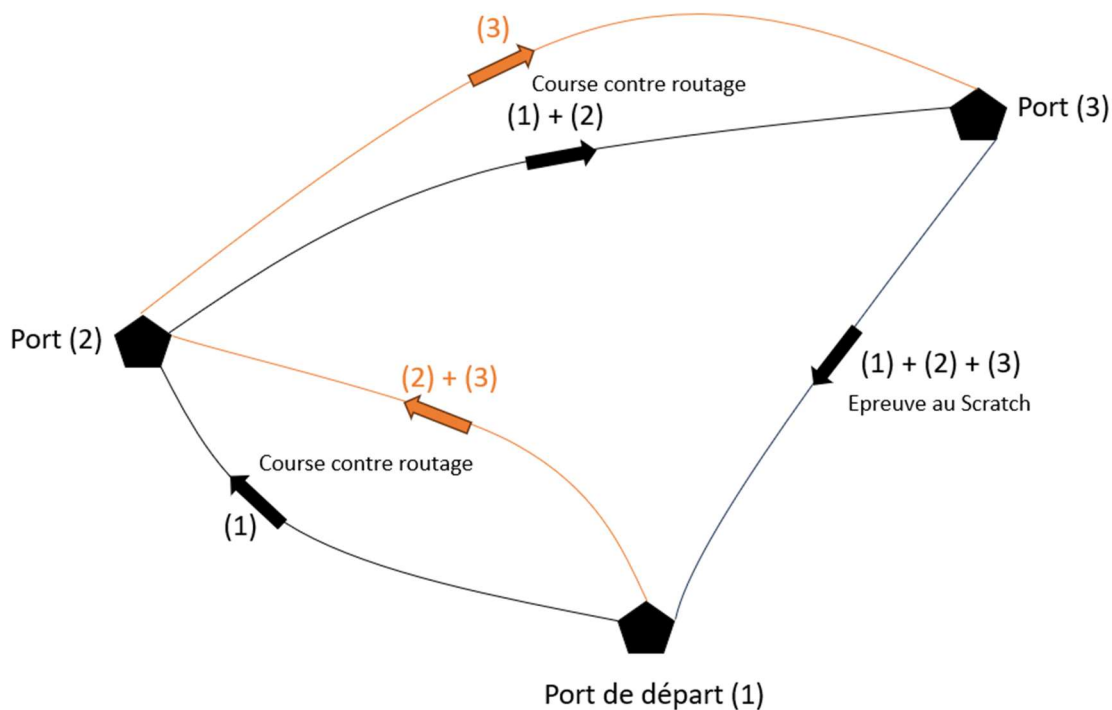 (3)
Course contre routage
(1) + (2)
Port (3)
Port (2)
(1) + (2) + (3)
Epreuve au Scratch
(2) + (3)
Course contre routage
(1)
Port de départ (1)